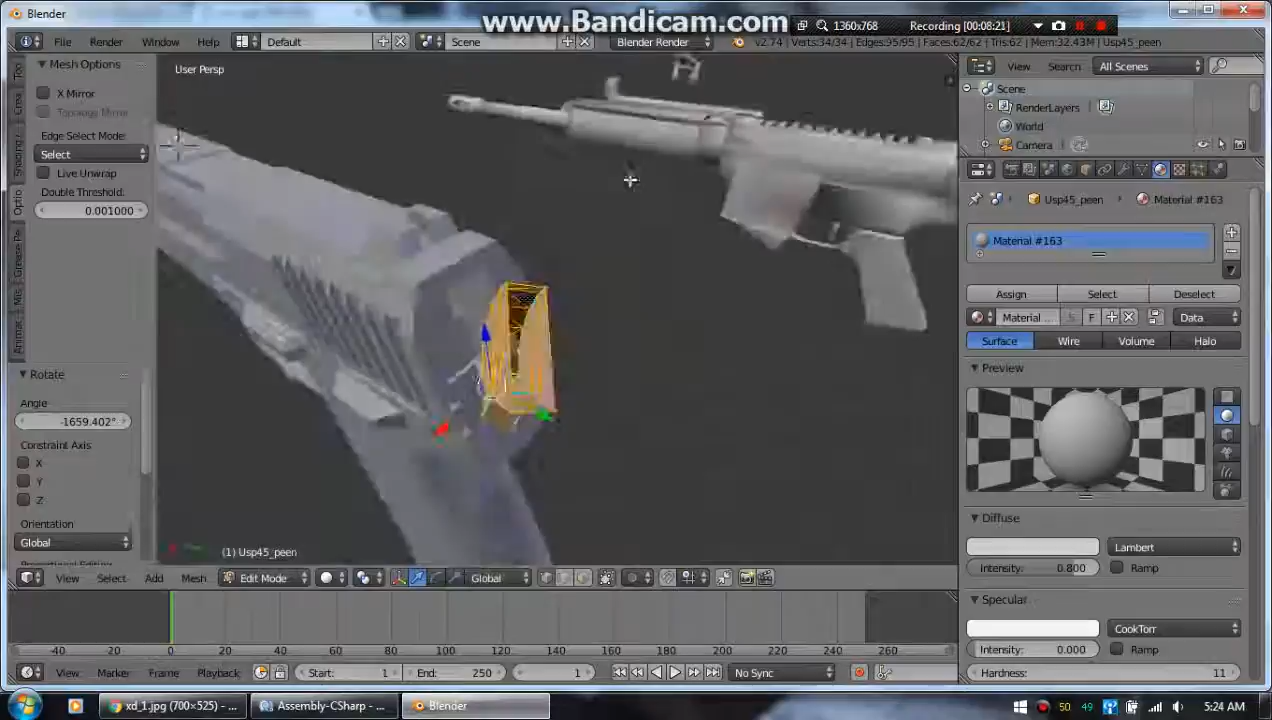 Blender
www.Bandicam.com
1360x768
Recording [00:08:21]
File Render Window Help
Default
Scene
Blender Render
v2.74 | Verts:34/34 | Edges:95/95 | Faces:62/62 | Tris:62 | Mem:32.43M | Usp45_peen
Mesh Options
X Mirror
Topology Mirror
Edge Select Mode:
Select
Live Unwrap
Double Threshold:
0.001000
Rotate
Angle
-1659.402°
Constraint Axis
X
Y
Z
Orientation
Global
User Persp
(1) Usp45_peen
View Select Add Mesh
Edit Mode
Global
-40 -20 0 20 40 60 80 100 120 140 160 180 200 220 240 260
View Marker Frame Playback
Start: 1
End: 250
1
No Sync
View Search All Scenes
Scene
RenderLayers
World
Camera
Usp45_peen
Material #163
Material #163
Assign Select Deselect
Material ... F Data
Surface Wire Volume Halo
Preview
Diffuse
Lambert
Intensity: 0.800
Ramp
Specular
CookTorr
Intensity: 0.000
Ramp
Hardness: 11
xd_1.jpg (700×525) - ...
Assembly-CSharp - ...
Blender
50 49
5:24 AM